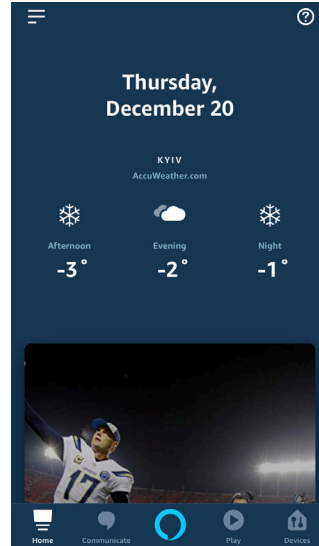 Thursday,
December 20
KYIV
AccuWeather.com
Afternoon Evening Night
-3° -2° -1°
17
Home Communicate Play Devices